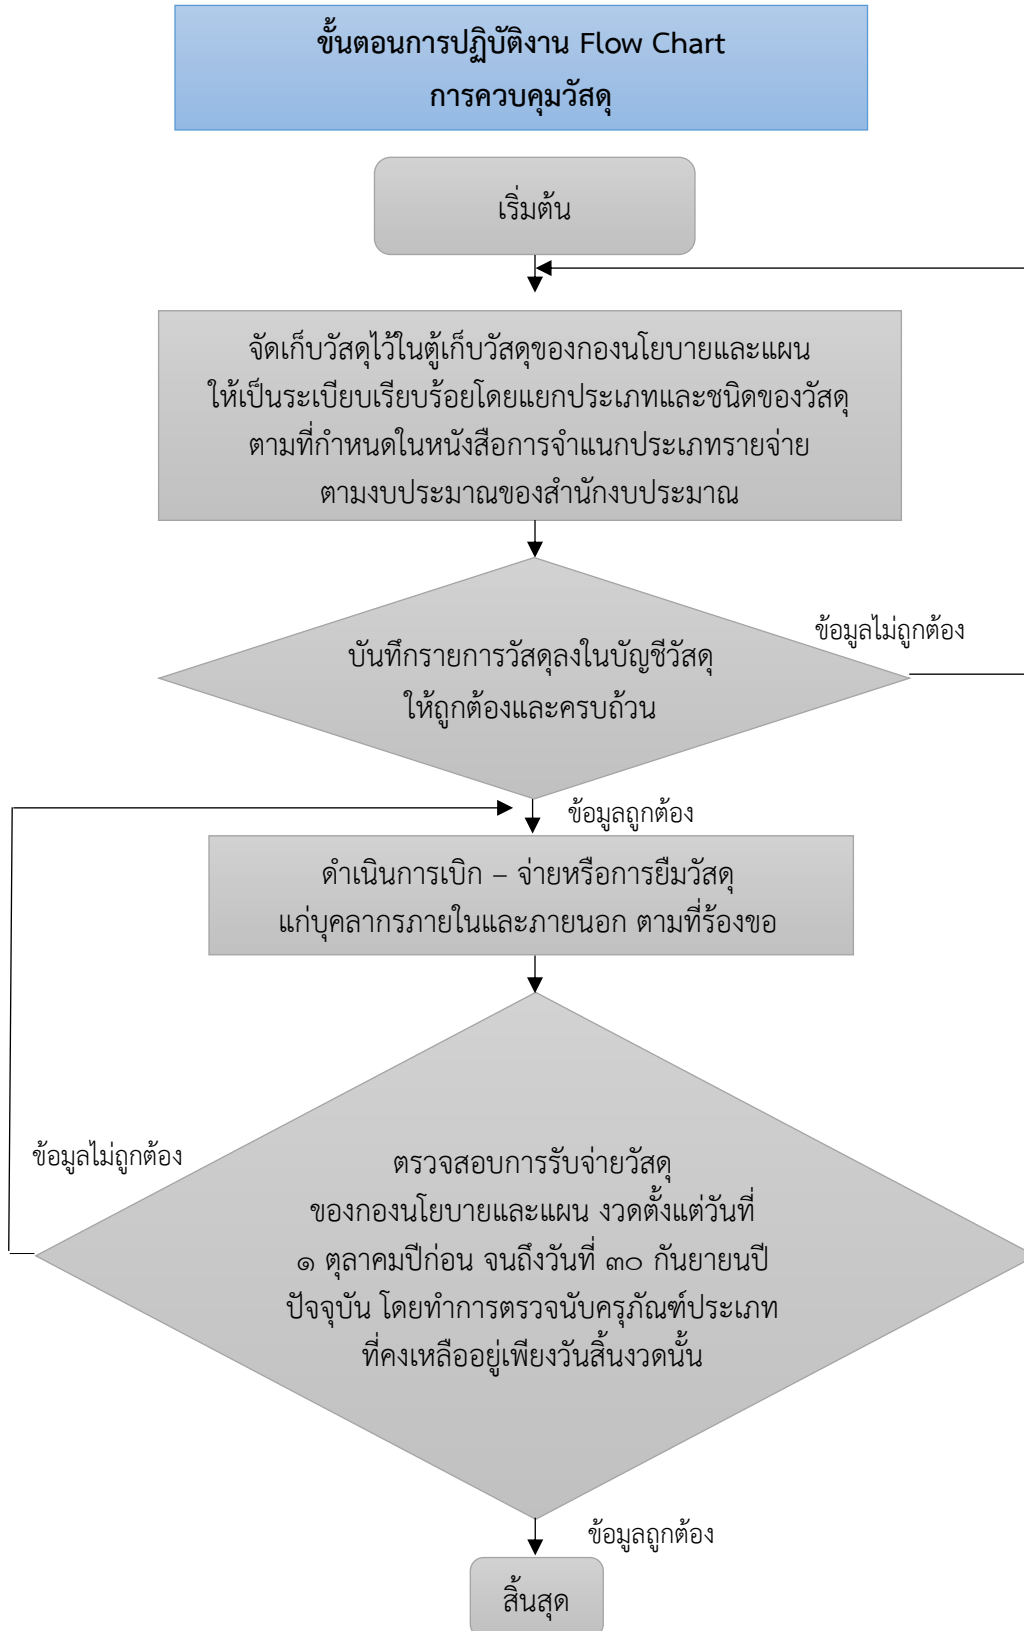 ขั้นตอนการปฏิบัติงาน Flow Chart
การควบคุมวัสดุ
เริ่มต้น
จัดเก็บวัสดุไว้ในตู้เก็บวัสดุของกองนโยบายและแผน
ให้เป็นระเบียบเรียบร้อยโดยแยกประเภทและชนิดของวัสดุ
ตามที่กำหนดในหนังสือการจำแนกประเภทรายจ่าย
ตามงบประมาณของสำนักงบประมาณ
ข้อมูลไม่ถูกต้อง
บันทึกรายการวัสดุลงในบัญชีวัสดุ
ให้ถูกต้องและครบถ้วน
ข้อมูลถูกต้อง
ดำเนินการเบิก – จ่ายหรือการยืมวัสดุ
แก่บุคลากรภายในและภายนอก ตามที่ร้องขอ
ข้อมูลไม่ถูกต้อง
ตรวจสอบการรับจ่ายวัสดุ
ของกองนโยบายและแผน งวดตั้งแต่วันที่
๑ ตุลาคมปีก่อน จนถึงวันที่ ๓๐ กันยายนปี
ปัจจุบัน โดยทำการตรวจนับครุภัณฑ์ประเภท
ที่คงเหลืออยู่เพียงวันสิ้นงวดนั้น
ข้อมูลถูกต้อง
สิ้นสุด